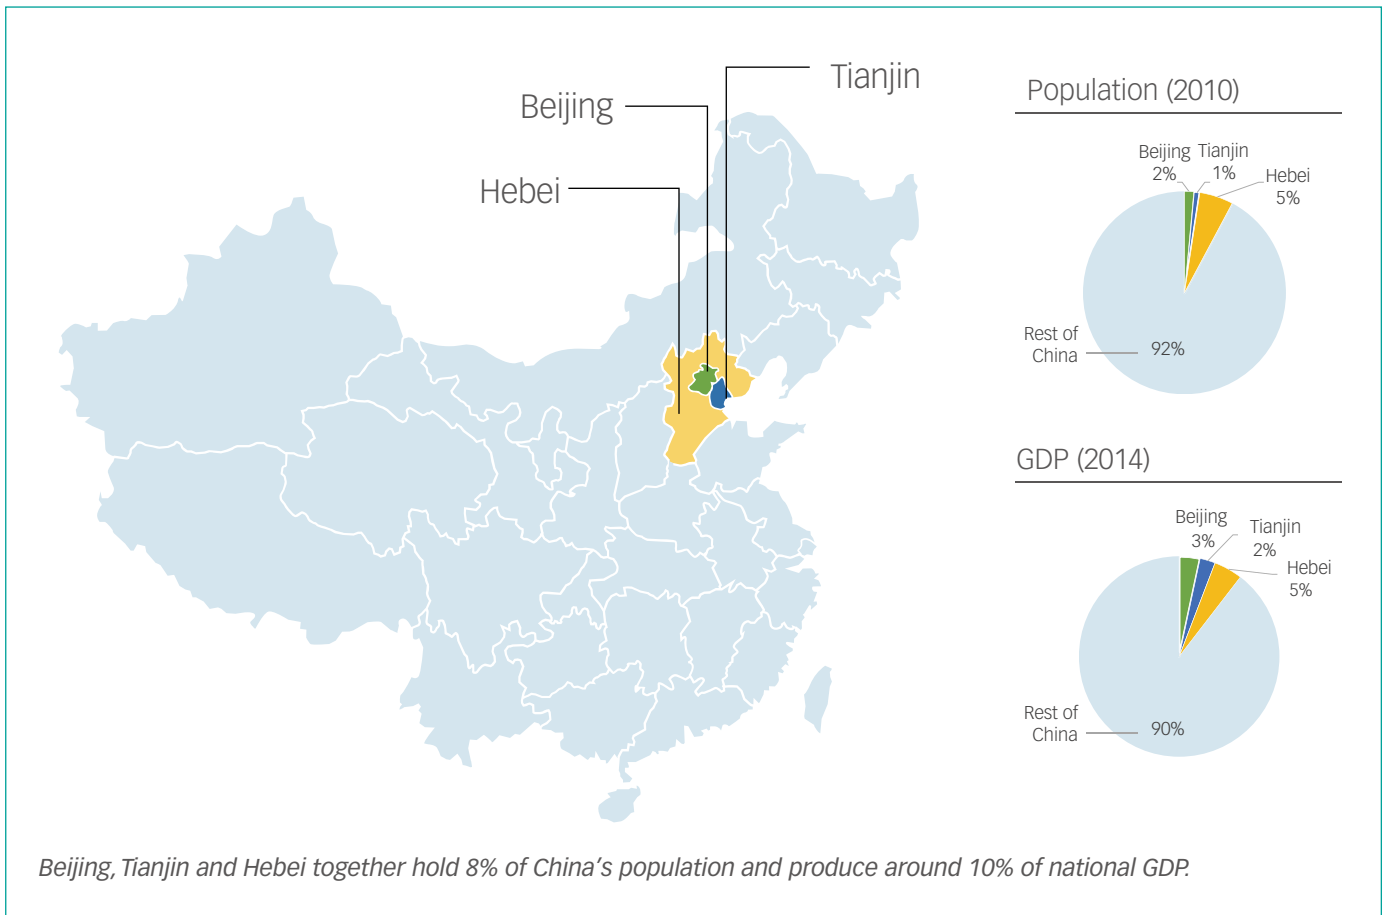 Tianjin
Beijing
Hebei
Population (2010)
Beijing
2%
Tianjin
1%
Hebei
5%
Rest of
China
92%
GDP (2014)
Beijing
3%
Tianjin
2%
Hebei
5%
Rest of
China
90%
Beijing, Tianjin and Hebei together hold 8% of China's population and produce around 10% of national GDP.